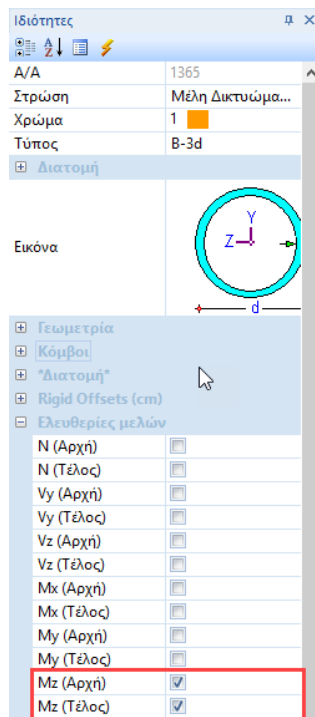 Ιδιότητες
Α/Α 1365
Στρώση Μέλη Δικτυώμα...
Χρώμα 1
Τύπος B-3d
Διατομή
Εικόνα Y Z d
Γεωμετρία
Κόμβοι
*Διατομή*
Rigid Offsets (cm)
Ελευθερίες μελών
N (Αρχή)
N (Τέλος)
Vy (Αρχή)
Vy (Τέλος)
Vz (Αρχή)
Vz (Τέλος)
Mx (Αρχή)
Mx (Τέλος)
My (Αρχή)
My (Τέλος)
Mz (Αρχή)
Mz (Τέλος)